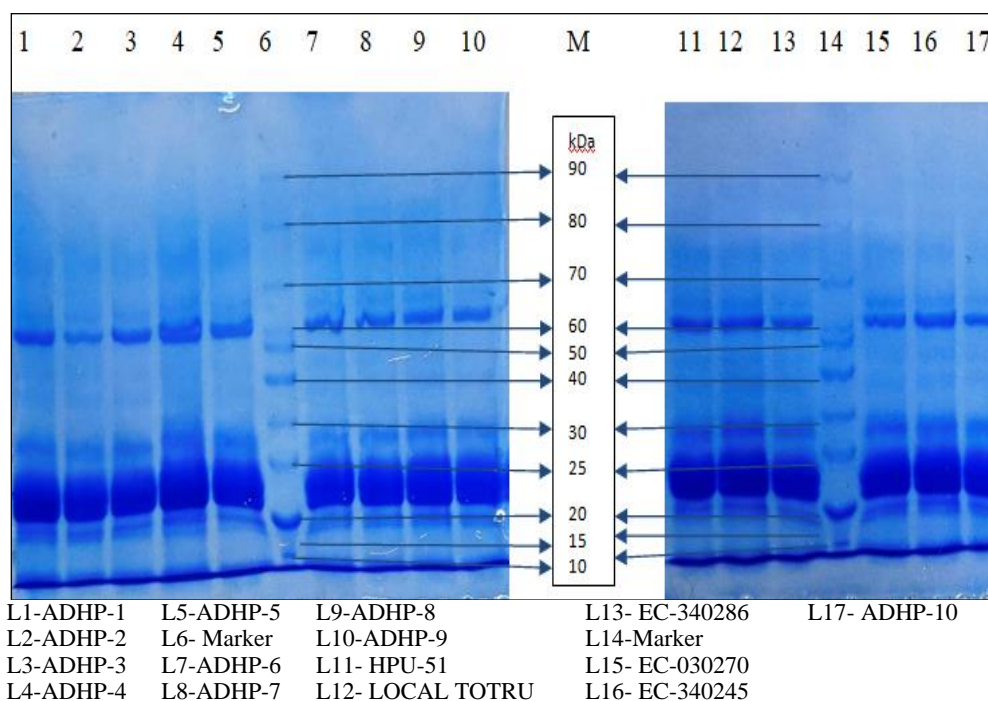 1 2 3 4 5 6 7 8 9 10 M 11 12 13 14 15 16 17
kDa
90
80
70
60
50
40
30
25
20
15
10
L1-ADHP-1 L5-ADHP-5 L9-ADHP-8 L13- EC-340286 L17- ADHP-10
L2-ADHP-2 L6- Marker L10-ADHP-9 L14-Marker
L3-ADHP-3 L7-ADHP-6 L11- HPU-51 L15- EC-030270
L4-ADHP-4 L8-ADHP-7 L12- LOCAL TOTRU L16- EC-340245